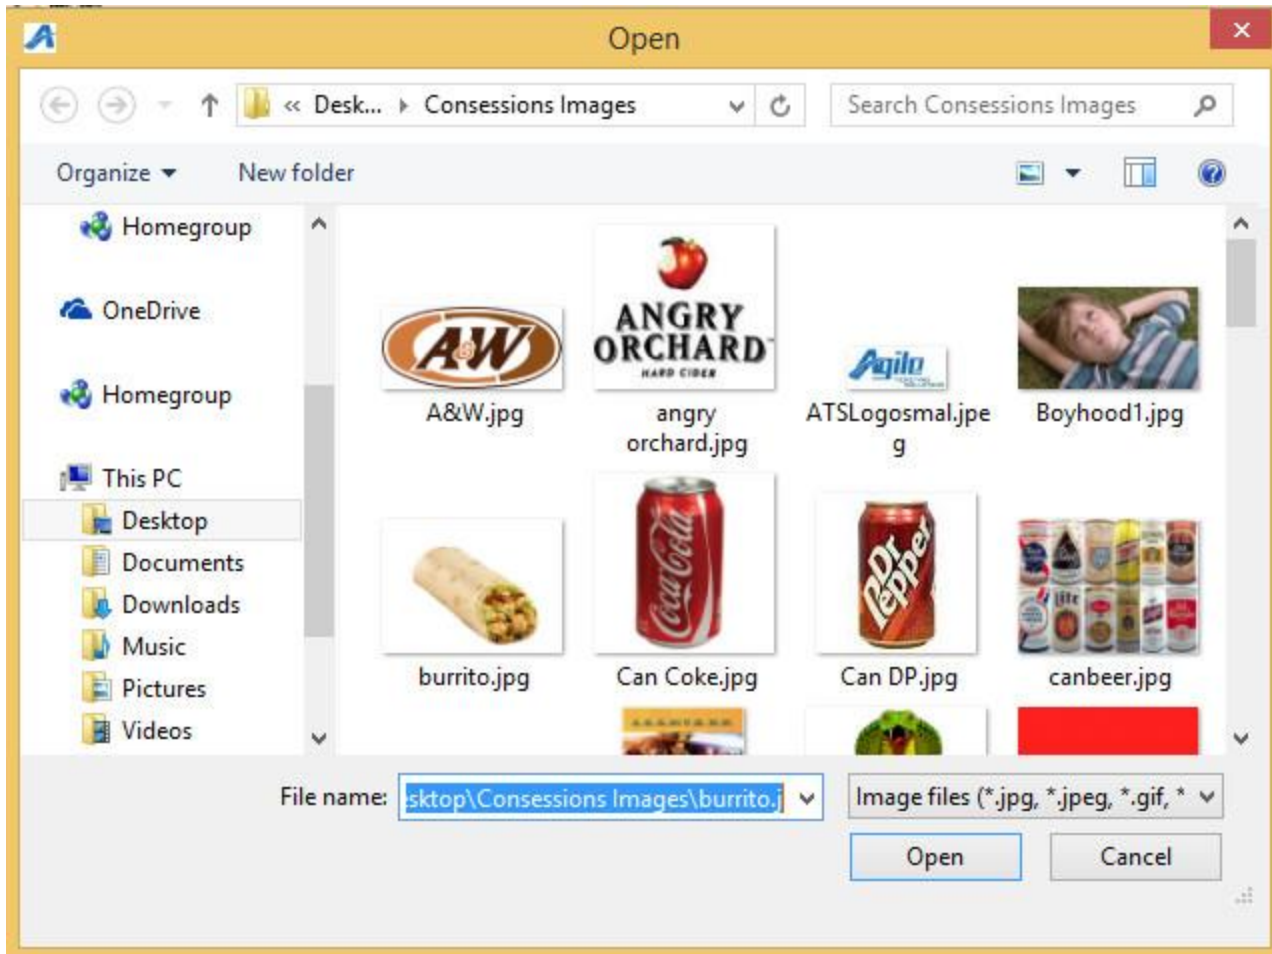 Open
« Desk... Consessions Images
Search Consessions Images
Organize
New folder
Homegroup
OneDrive
Homegroup
This PC
Desktop
Documents
Downloads
Music
Pictures
Videos
A&W
ANGRY
ORCHARD
HARD CIDER
Agile
A&W.jpg
angry
orchard.jpg
ATSLogosmal.jpe
g
Boyhood1.jpg
Coca-Cola
Dr
Pepper
Lite
burrito.jpg
Can Coke.jpg
Can DP.jpg
canbeer.jpg
File name:
sktop\Consessions Images\burrito.j
Image files (*.jpg, *.jpeg, *.gif, *
Open
Cancel